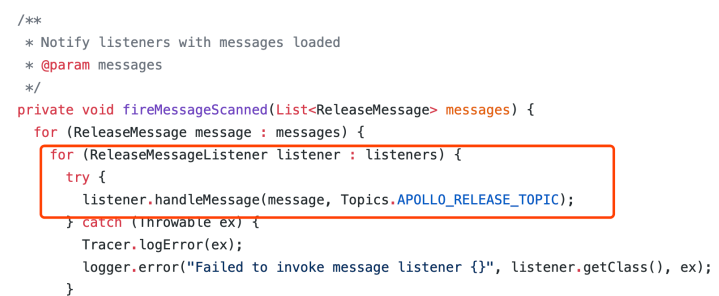 /**
* Notify listeners with messages loaded
* @param messages
*/
private void fireMessageScanned(List<ReleaseMessage> messages) {
for (ReleaseMessage message : messages) {
for (ReleaseMessageListener listener : listeners) {
try {
listener.handleMessage(message, Topics.APOLLO_RELEASE_TOPIC);
} catch (Throwable ex) {
Tracer.logError(ex);
logger.error("Failed to invoke message listener {}", listener.getClass(), ex);
}